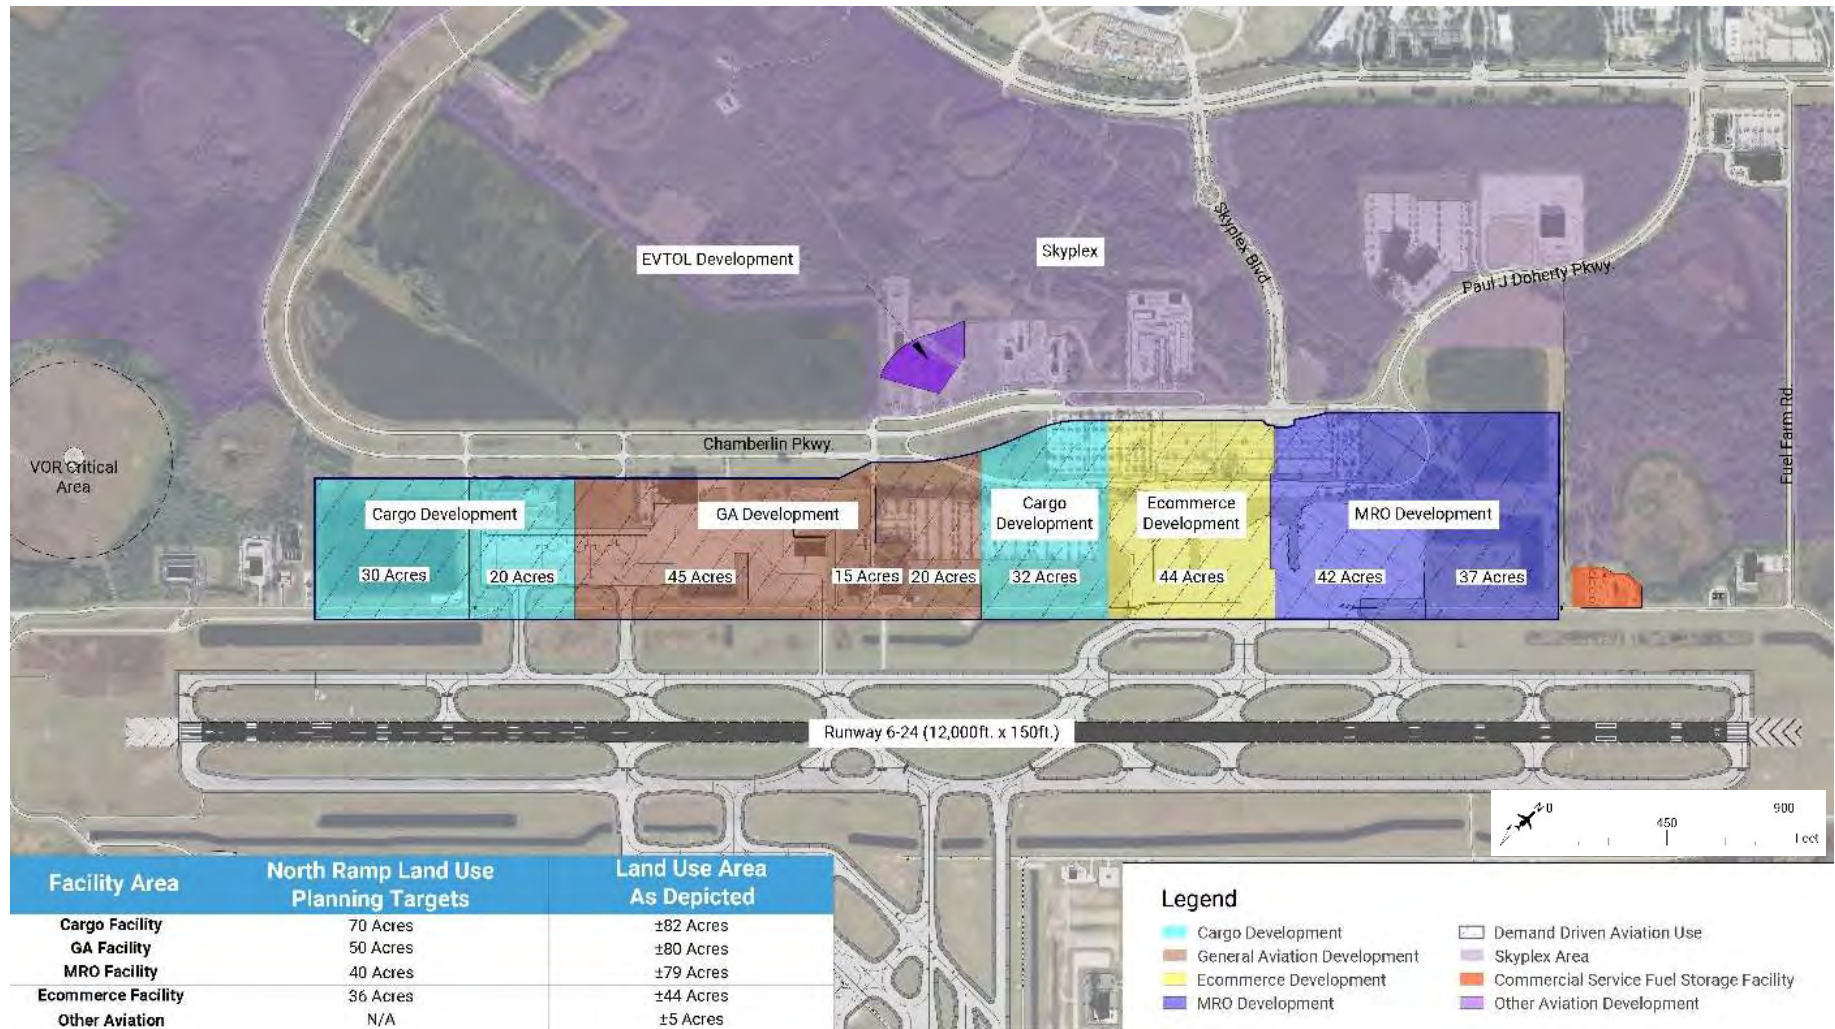 EVTOL Development
Skyplex
Skyplex Blvd
Paul J Doherty Pkwy.
Fuel Farm Rd.
VOR Critical
Area
Chamberlin Pkwy.
Cargo Development
GA Development
Cargo
Development
Ecommerce
Development
MRO Development
30 Acres
20 Acres
45 Acres
15 Acres
20 Acres
32 Acres
44 Acres
42 Acres
37 Acres
Runway 6-24 (12,000ft. x 150ft.)
0 450 900
Feet
Facility Area North Ramp Land Use Planning Targets Land Use Area As Depicted
Cargo Facility 70 Acres ±82 Acres
GA Facility 50 Acres ±80 Acres
MRO Facility 40 Acres ±79 Acres
Ecommerce Facility 36 Acres ±44 Acres
Other Aviation N/A ±5 Acres
Legend
Cargo Development
General Aviation Development
Ecommerce Development
MRO Development
Demand Driven Aviation Use
Skyplex Area
Commercial Service Fuel Storage Facility
Other Aviation Development